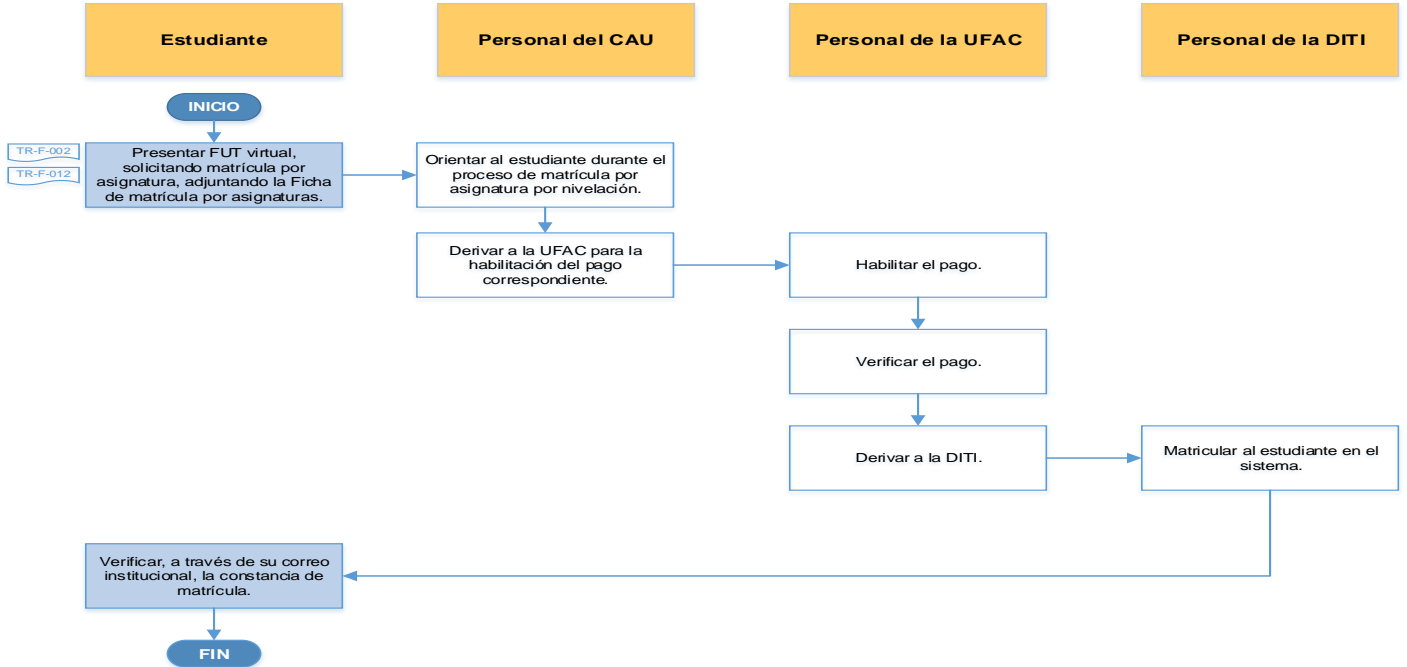 Estudiante
Personal del CAU
Personal de la UFAC
Personal de la DITI
INICIO
TR-F-002
TR-F-012
Presentar FUT virtual,
solicitando matrícula por
asignatura, adjuntando la Ficha
de matrícula por asignaturas.
Orientar al estudiante durante el
proceso de matrícula por
asignatura por nivelación.
Derivar a la UFAC para la
habilitación del pago
correspondiente.
Habilitar el pago.
Verificar el pago.
Derivar a la DITI.
Matricular al estudiante en el
sistema.
Verificar, a través de su correo
institucional, la constancia de
matrícula.
FIN